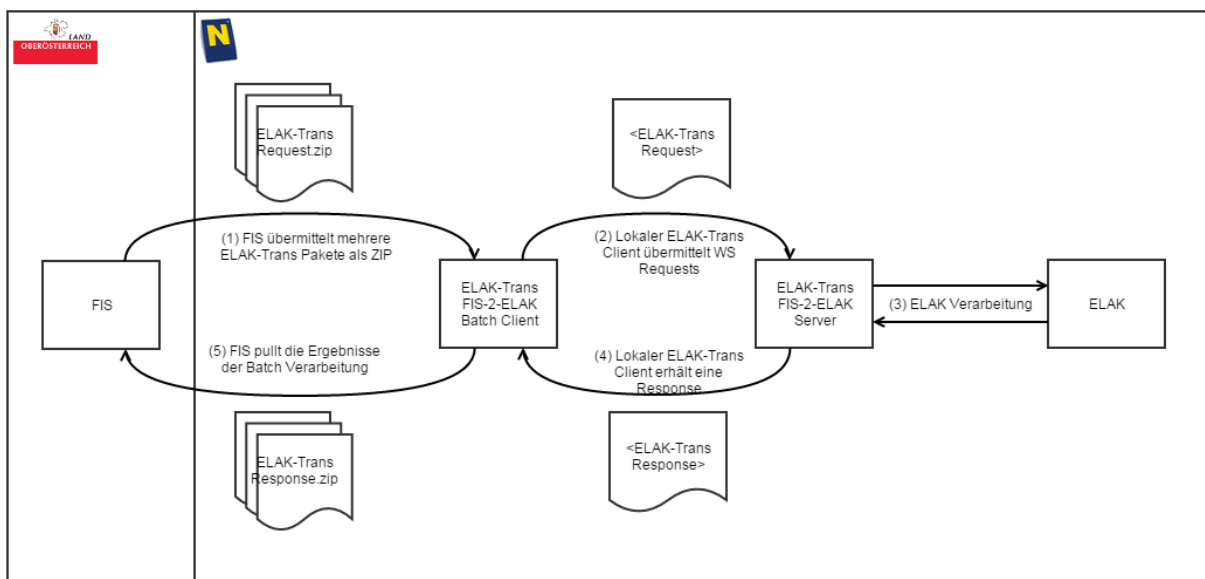 LAND
OBERÖSTERREICH
N
ELAK-Trans
Request.zip
<ELAK-Trans
Request>
(1) FIS übermittelt mehrere
ELAK-Trans Pakete als ZIP
(2) Lokaler ELAK-Trans
Client übermittelt WS
Requests
FIS
ELAK-Trans
FIS-2-ELAK
Batch Client
ELAK-Trans
FIS-2-ELAK
Server
(3) ELAK Verarbeitung
ELAK
(5) FIS pullt die Ergebnisse
der Batch Verarbeitung
(4) Lokaler ELAK-Trans
Client erhält eine
Response
ELAK-Trans
Response.zip
<ELAK-Trans
Response>